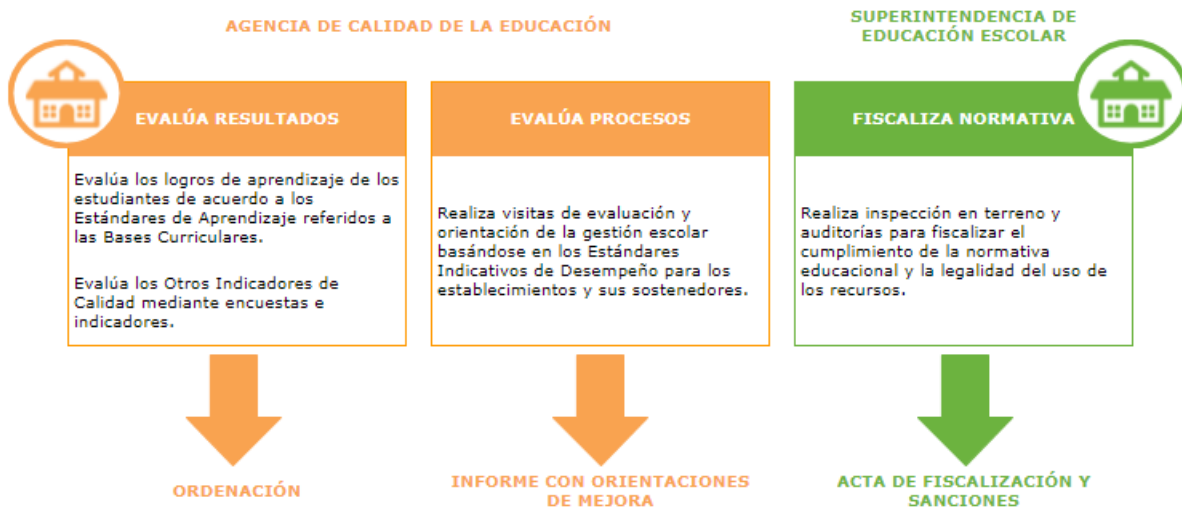 AGENCIA DE CALIDAD DE LA EDUCACIÓN
SUPERINTENDENCIA DE
EDUCACIÓN ESCOLAR
EVALÚA RESULTADOS
Evalúa los logros de aprendizaje de los
estudiantes de acuerdo a los
Estándares de Aprendizaje referidos a
las Bases Curriculares.
Evalúa los Otros Indicadores de
Calidad mediante encuestas e
indicadores.
ORDENACIÓN
EVALÚA PROCESOS
Realiza visitas de evaluación y
orientación de la gestión escolar
basándose en los Estándares
Indicativos de Desempeño para los
establecimientos y sus sostenedores.
INFORME CON ORIENTACIONES
DE MEJORA
FISCALIZA NORMATIVA
Realiza inspección en terreno y
auditorías para fiscalizar el
cumplimiento de la normativa
educacional y la legalidad del uso de
los recursos.
ACTA DE FISCALIZACIÓN Y
SANCIONES